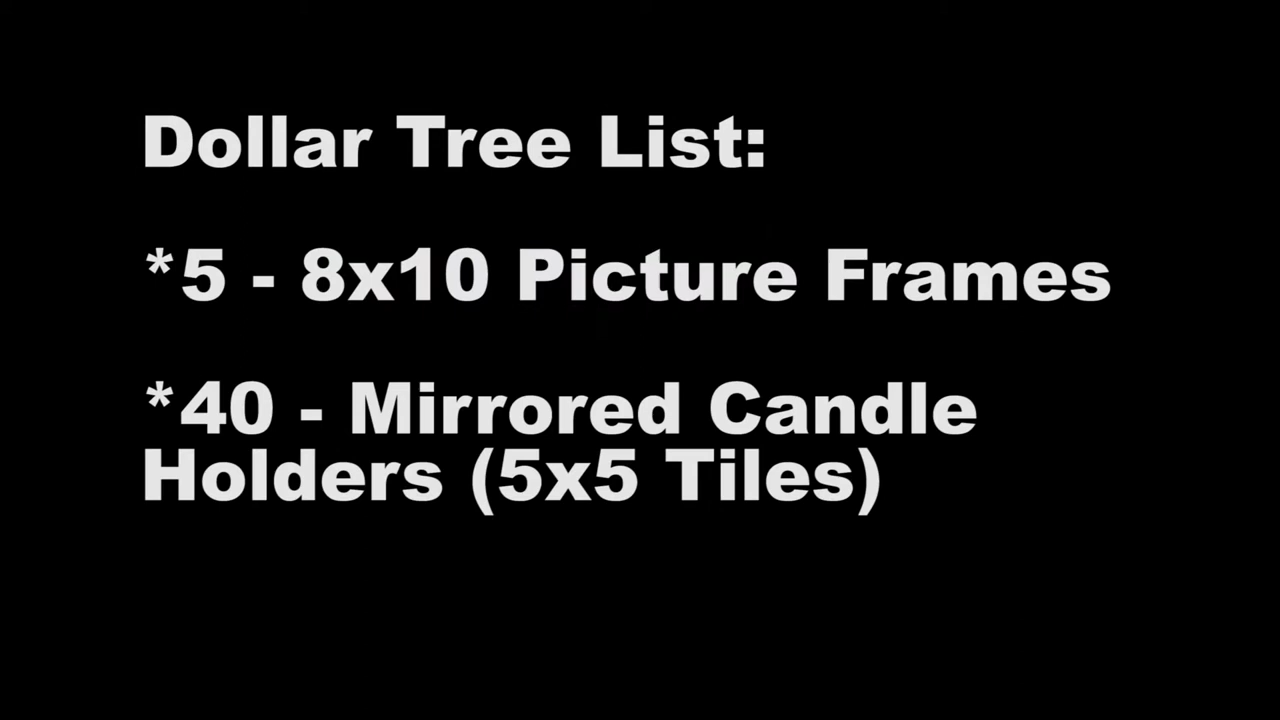 Dollar Tree List:
*5 - 8x10 Picture Frames
*40 - Mirrored Candle
Holders (5x5 Tiles)